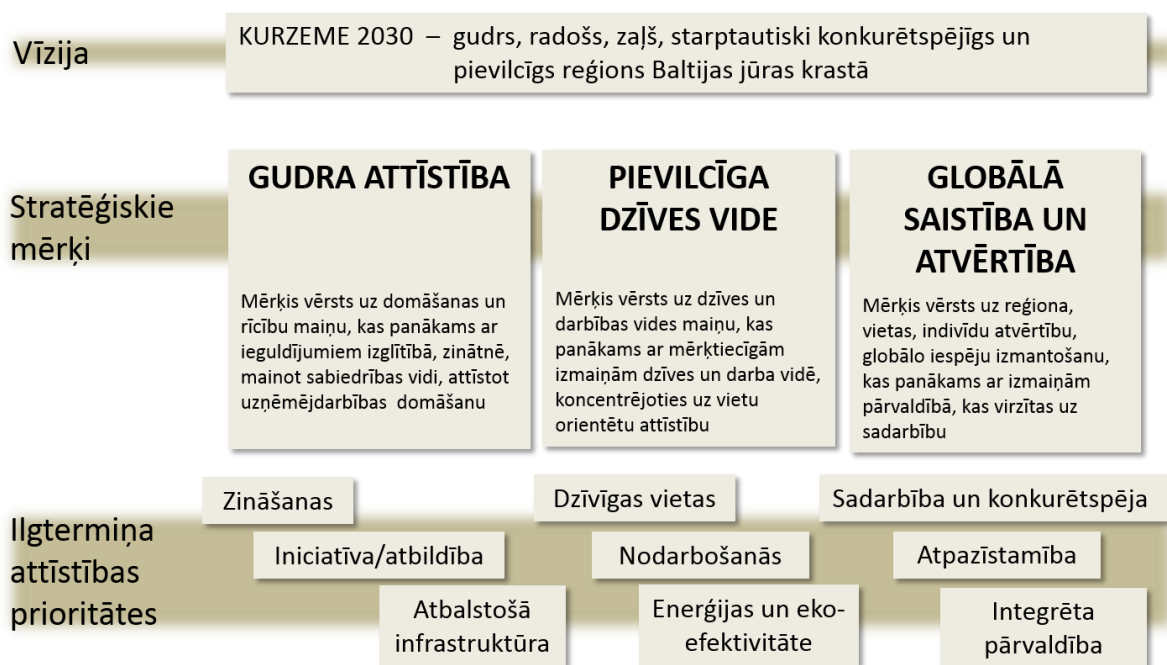 Vīzija
KURZEME 2030 – gudrs, radošs, zaļš, starptautiski konkurētspējīgs un
pievilcīgs reģions Baltijas jūras krastā
Stratēģiskie
mērķi
GUDRA ATTĪSTĪBA
Mērķis vērsts uz domāšanas un
rīcību maiņu, kas panākams ar
ieguldījumiem izglītībā, zinātnē,
mainot sabiedrības vidi, attīstot
uzņēmējdarbības domāšanu
PIEVILCĪGA
DZĪVES VIDE
Mērķis vērsts uz dzīves un
darbības vides maiņu, kas
panākams ar mērķtiecīgām
izmaiņām dzīves un darba vidē,
koncentrējoties uz vietu
orientētu attīstību
GLOBĀLĀ
SAISTĪBA UN
ATVĒRTĪBA
Mērķis vērsts uz reģiona,
vietas, indivīdu atvērtību,
globālo iespēju izmantošanu,
kas panākams ar izmaiņām
pārvaldībā, kas virzītas uz
sadarbību
Ilgtermiņa
attīstības
prioritātes
Zināšanas
Iniciatīva/atbildība
Atbalstošā
infrastruktūra
Dzīvīgas vietas
Nodarbošanās
Enerģijas un eko-
efektivitāte
Sadarbība un konkurētspēja
Atpazīstamība
Integrēta
pārvaldība